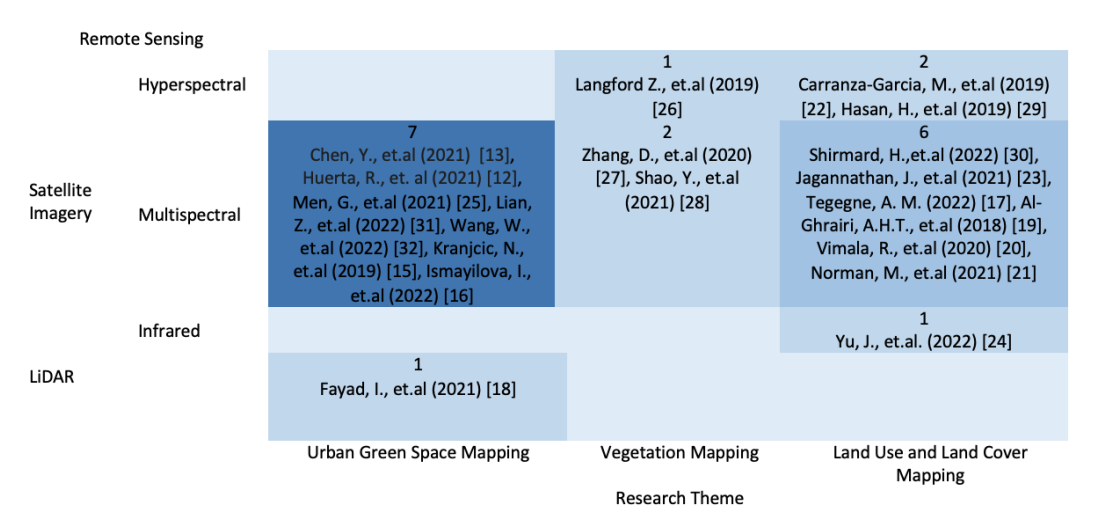 Remote Sensing
Hyperspectral
1
Langford Z., et.al (2019)
[26]
2
Carranza-Garcia, M., et.al (2019)
[22], Hasan, H., et.al (2019) [29]
Satellite
Imagery
Multispectral
7
Chen, Y., et.al (2021) [13],
Huerta, R., et. al (2021) [12],
Men, G., et.al (2021) [25], Lian,
Z., et.al (2022) [31], Wang, W.,
et.al (2022) [32], Kranjcic, N.,
et.al (2019) [15], Ismayilova, I.,
et.al (2022) [16]
2
Zhang, D., et.al (2020)
[27], Shao, Y., et.al
(2021) [28]
6
Shirmard, H.,et.al (2022) [30],
Jagannathan, J., et.al (2021) [23],
Tegegne, A. M. (2022) [17], Al-
Ghrairi, A.H.T., et.al (2018) [19],
Vimala, R., et.al (2020) [20],
Norman, M., et.al (2021) [21]
Infrared
1
Yu, J., et.al. (2022) [24]
LiDAR
1
Fayad, I., et.al (2021) [18]
Urban Green Space Mapping
Vegetation Mapping
Land Use and Land Cover
Mapping
Research Theme